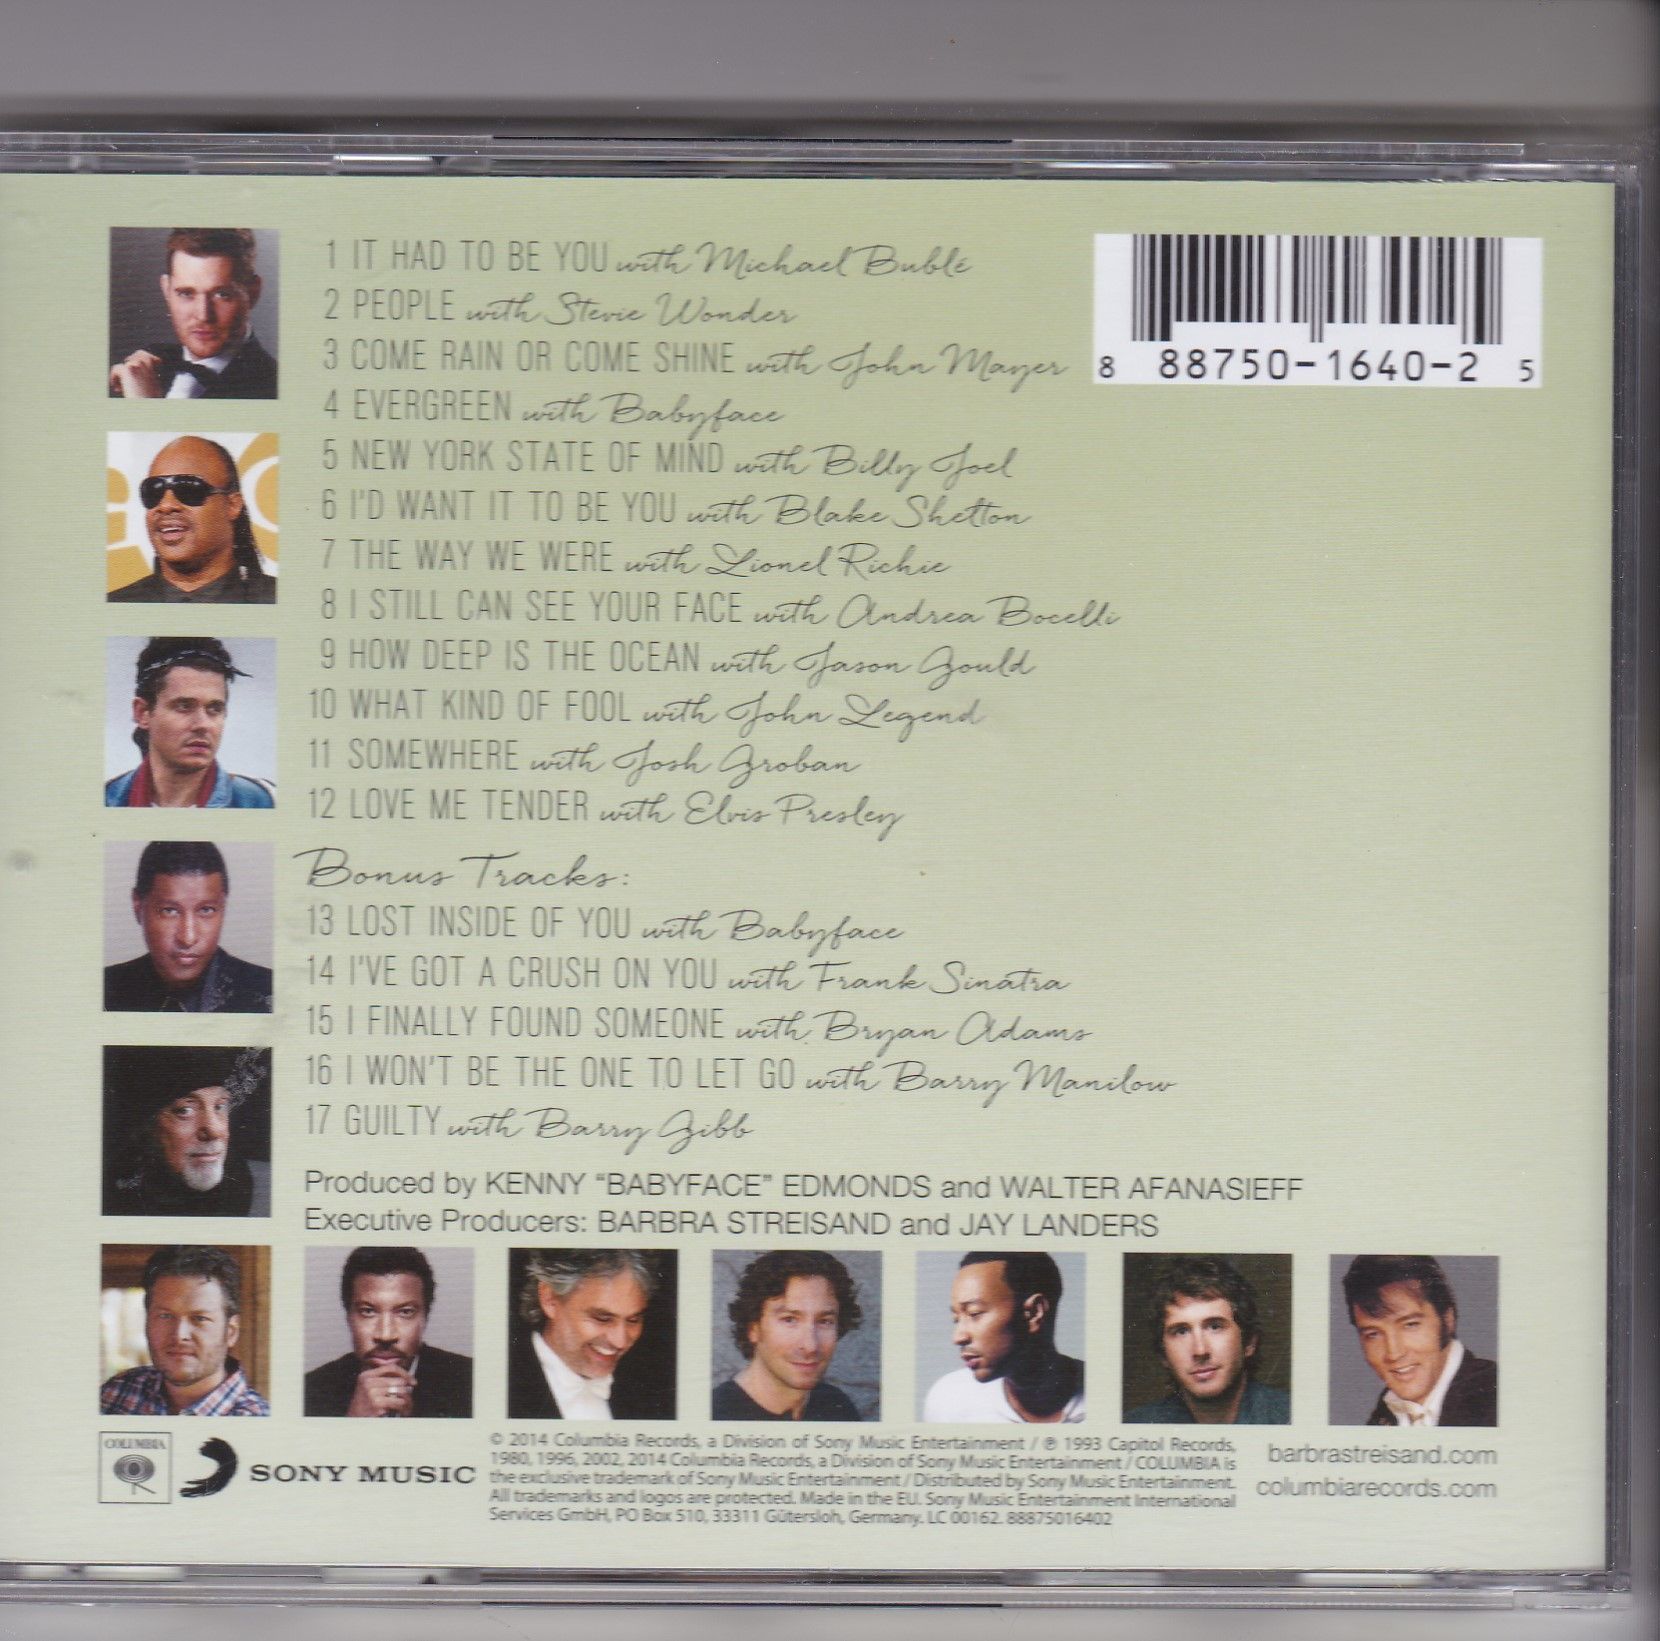 1 IT HAD TO BE YOU with Michael Bublé
2 PEOPLE with Stevie Wonder
3 COME RAIN OR COME SHINE with John Mayer
4 EVERGREEN with Babyface
5 NEW YORK STATE OF MIND with Billy Joel
6 I'D WANT IT TO BE YOU with Blake Shelton
7 THE WAY WE WERE with Lionel Richie
8 I STILL CAN SEE YOUR FACE with Andrea Bocelli
9 HOW DEEP IS THE OCEAN with Jason Gould
10 WHAT KIND OF FOOL with John Legend
11 SOMEWHERE with Josh Groban
12 LOVE ME TENDER with Elvis Presley
Bonus Tracks:
13 LOST INSIDE OF YOU with Babyface
14 I'VE GOT A CRUSH ON YOU with Frank Sinatra
15 I FINALLY FOUND SOMEONE with Bryan Adams
16 I WON'T BE THE ONE TO LET GO with Barry Manilow
17 GUILTY with Barry Gibb
8 88750-1640-2 5
Produced by KENNY “BABYFACE” EDMONDS and WALTER AFANASIEFF
Executive Producers: BARBRA STREISAND and JAY LANDERS
COLUMBIA
SONY MUSIC
© 2014 Columbia Records, a Division of Sony Music Entertainment / ℗ 1993 Capitol Records,
1980, 1996, 2002, 2014 Columbia Records, a Division of Sony Music Entertainment / COLUMBIA is
the exclusive trademark of Sony Music Entertainment / Distributed by Sony Music Entertainment.
All trademarks and logos are protected. Made in the EU. Sony Music Entertainment International
Services GmbH, PO Box 510, 33311 Gütersloh, Germany. LC 00162. 88875016402
barbrastreisand.com
columbiarecords.com